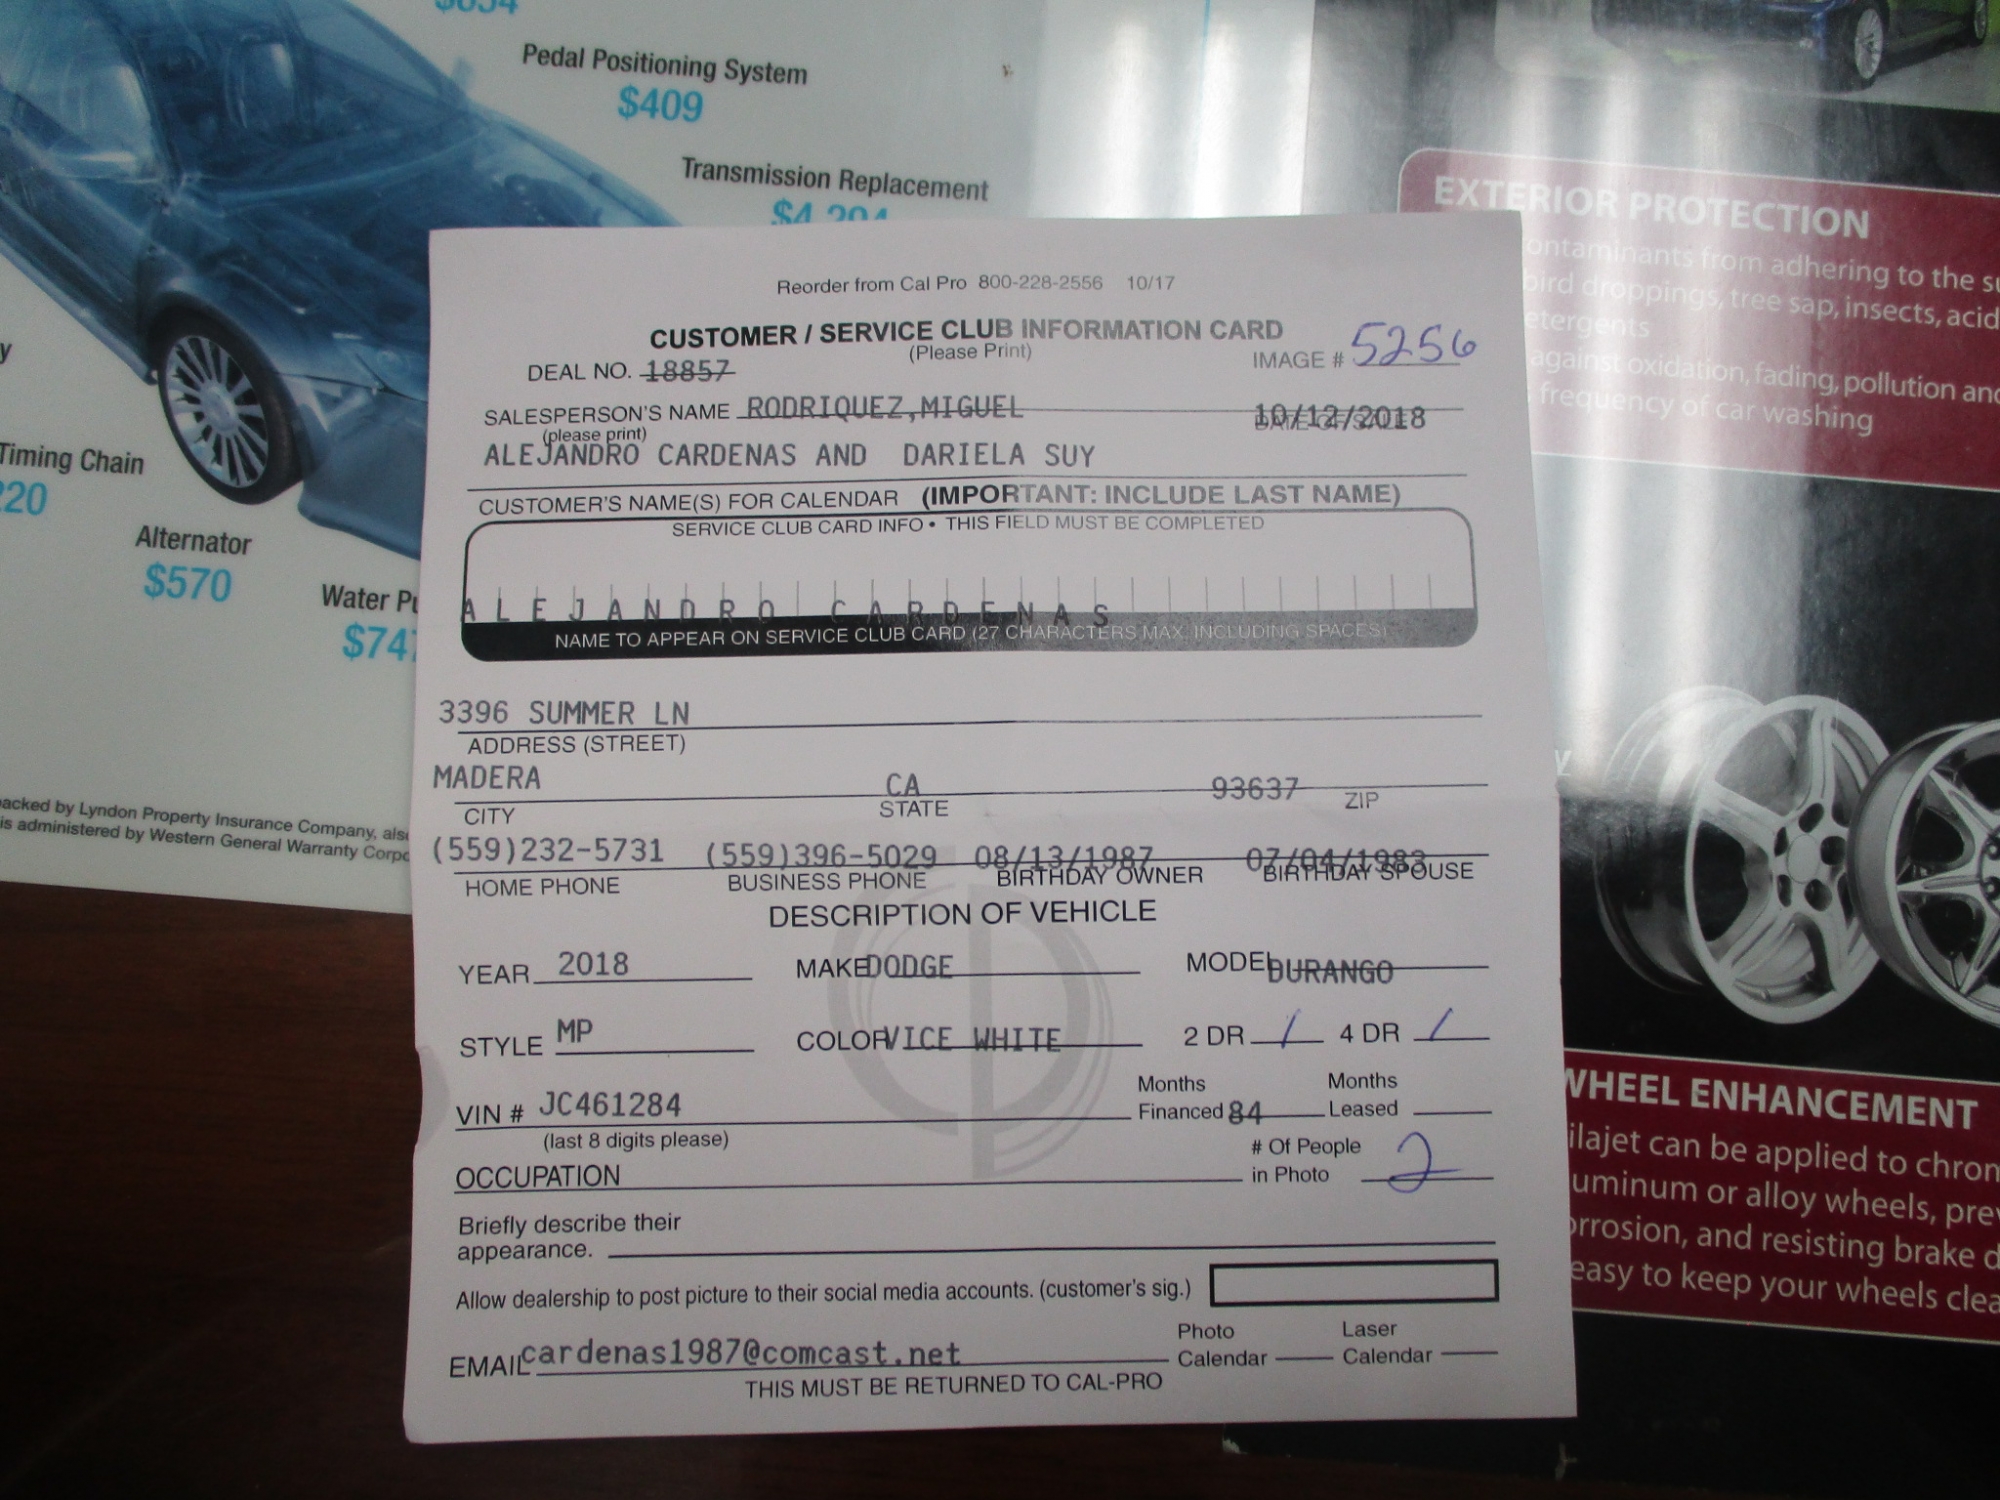 $634
Pedal Positioning System
$409
Transmission Replacement
$4,204
Timing Chain
Alternator
$570
Water
acked by Lyndon Property Insurance Company,
is administered by Western General Warranty
EXTERIOR PROTECTION
ontaminants from adhering to the
bird droppings, tree sap, insects, acid
etergents
against oxidation, fading, pollution and
frequency of car washing
WHEEL ENHANCEMENT
ilajet can be applied to
uminum or alloy wheels,
orrosion, and resisting brake
easy to keep your wheels
Reorder from Cal Pro 800-228-2556 10/17
CUSTOMER / SERVICE CLUB INFORMATION CARD
(Please Print)
DEAL NO. 18857
IMAGE # 5256
SALESPERSON'S NAME RODRIQUEZ,MIGUEL 10/12/2018
(please print) DATE OF SALE
ALEJANDRO CARDENAS AND DARIELA SUY
CUSTOMER'S NAME(S) FOR CALENDAR (IMPORTANT: INCLUDE LAST NAME)
SERVICE CLUB CARD INFO • THIS FIELD MUST BE COMPLETED
ALEJANDRO CARDENAS
NAME TO APPEAR ON SERVICE CLUB CARD (27 CHARACTERS MAX. INCLUDING SPACES)
3396 SUMMER LN
ADDRESS (STREET)
MADERA CA 93637
CITY STATE ZIP
(559)232-5731 (559)396-5029 08/13/1987 07/04/1983
HOME PHONE BUSINESS PHONE BIRTHDAY OWNER BIRTHDAY SPOUSE
DESCRIPTION OF VEHICLE
YEAR 2018 MAKE DODGE MODEL DURANGO
STYLE MP COLOR VICE WHITE 2 DR / 4 DR /
VIN # JC461284 Months Financed 84 Months Leased
(last 8 digits please)
OCCUPATION # Of People in Photo 2
Briefly describe their
appearance.
Allow dealership to post picture to their social media accounts. (customer's sig.)
EMAIL cardenas1987@comcast.net Photo Calendar Laser Calendar
THIS MUST BE RETURNED TO CAL-PRO